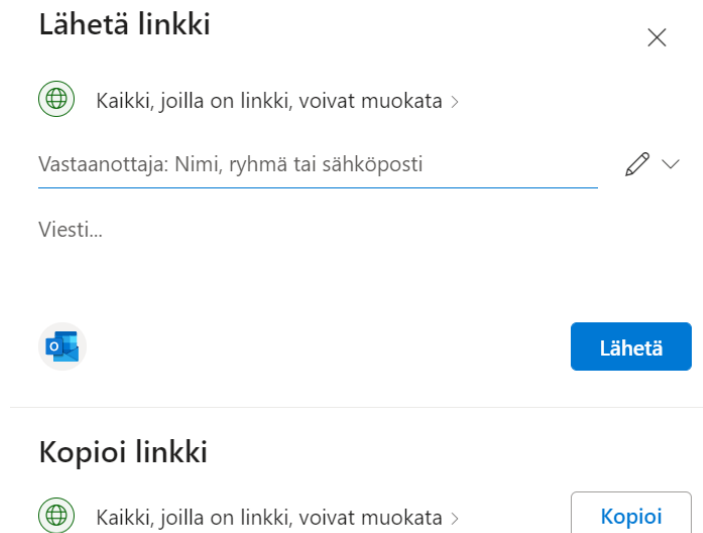 Lähetä linkki
Kaikki, joilla on linkki, voivat muokata
Vastaanottaja: Nimi, ryhmä tai sähköposti
Viesti...
Lähetä
Kopioi linkki
Kaikki, joilla on linkki, voivat muokata
Kopioi